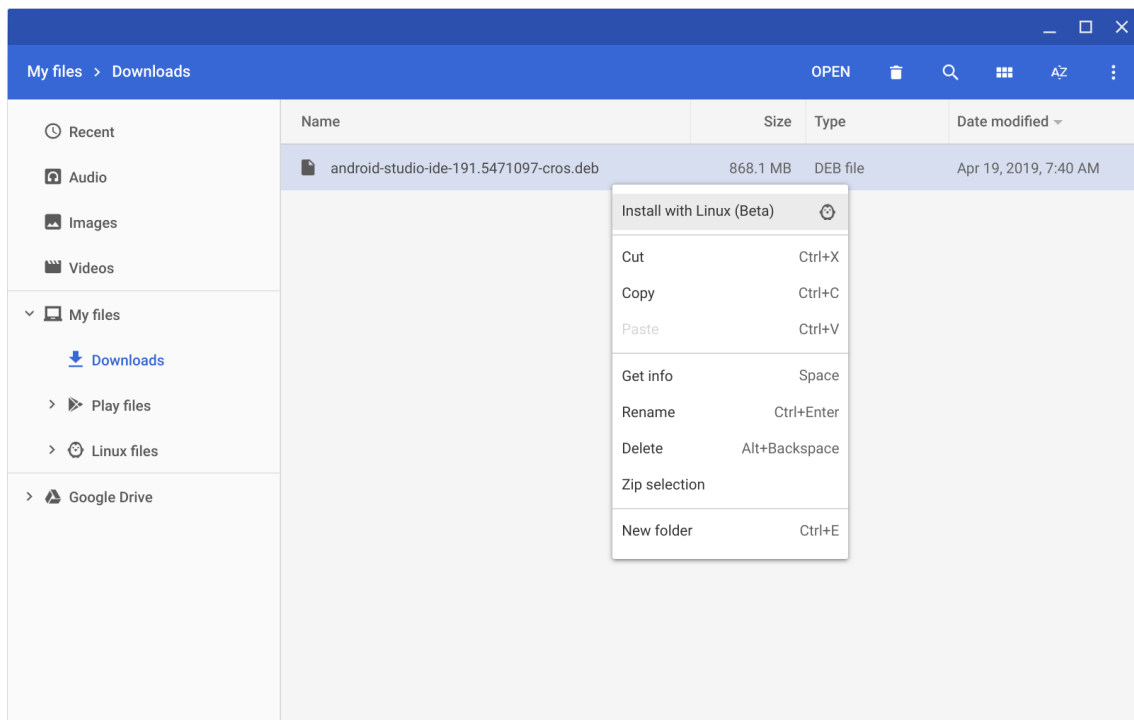 My files > Downloads
OPEN
AZ
Recent
Audio
Images
Videos
My files
Downloads
Play files
Linux files
Google Drive
Name Size Type Date modified
android-studio-ide-191.5471097-cros.deb 868.1 MB DEB file Apr 19, 2019, 7:40 AM
Install with Linux (Beta)
Cut Ctrl+X
Copy Ctrl+C
Paste Ctrl+V
Get info Space
Rename Ctrl+Enter
Delete Alt+Backspace
Zip selection
New folder Ctrl+E